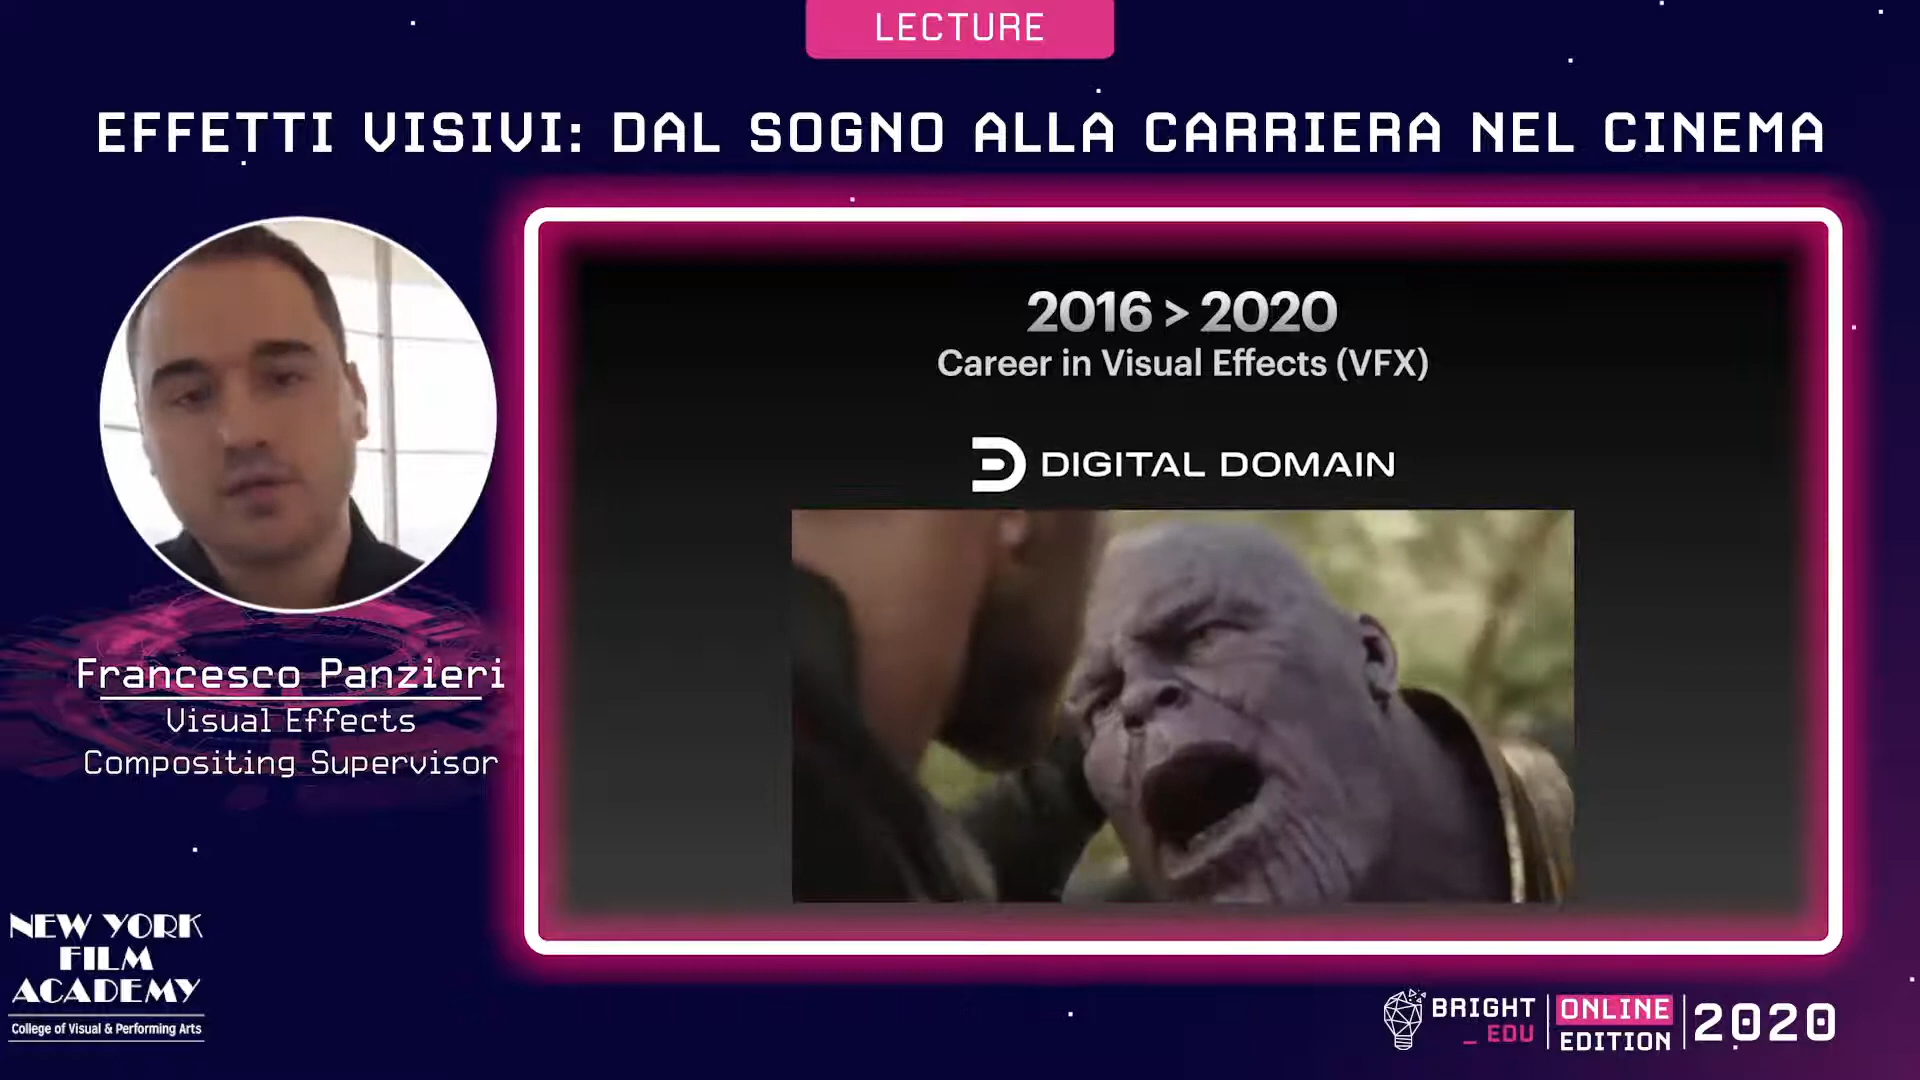 LECTURE
EFFETTI VISIVI: DAL SOGNO ALLA CARRIERA NEL CINEMA
2016 > 2020
Career in Visual Effects (VFX)
DIGITAL DOMAIN
Francesco Panzieri
Visual Effects
Compositing Supervisor
NEW YORK
FILM
ACADEMY
College of Visual & Performing Arts
BRIGHT
_ EDU
ONLINE
EDITION
2020